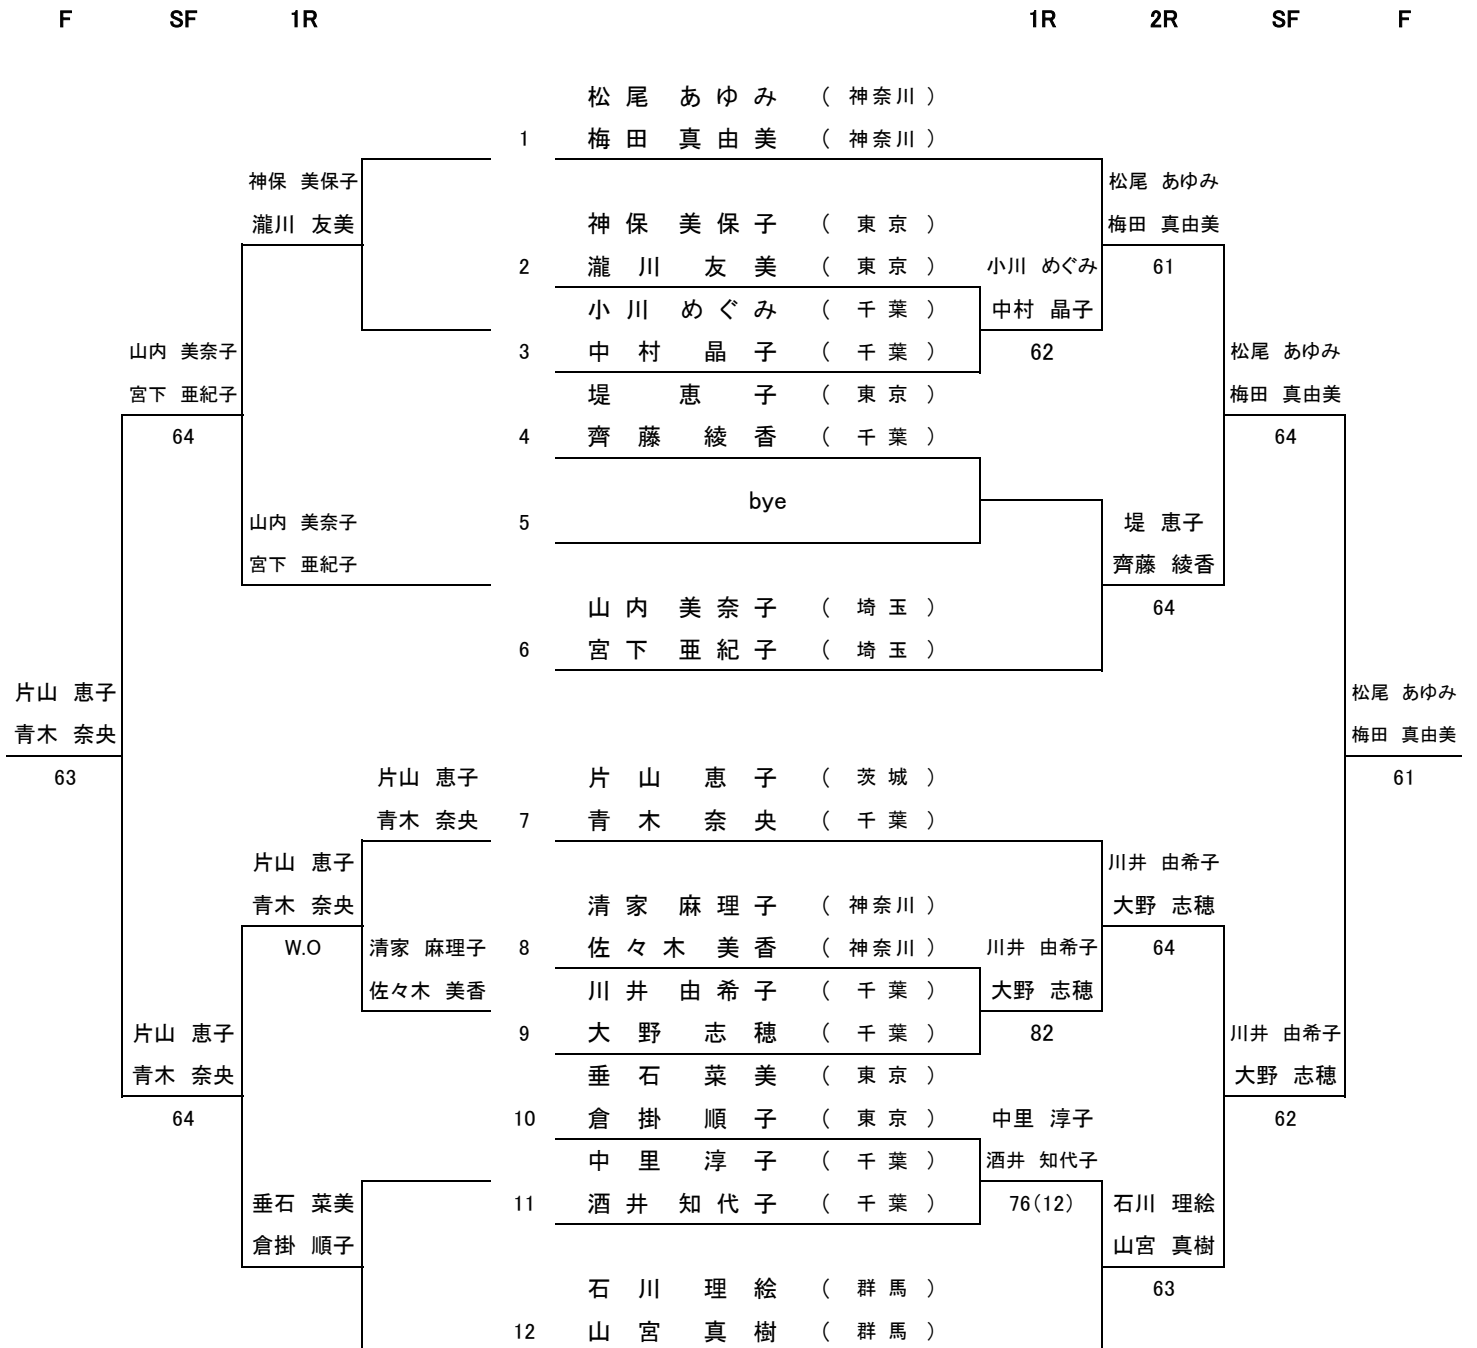 F SF 1R 1R 2R SF F
松尾 あゆみ （ 神奈川 ）
1 梅田 真由美 （ 神奈川 ）
神保 美保子 松尾 あゆみ
瀧川 友美 神保 美保子 （ 東京 ） 梅田 真由美
2 瀧川 友美 （ 東京 ） 小川 めぐみ 61
小川 めぐみ （ 千葉 ） 中村 晶子
山内 美奈子 3 中村 晶子 （ 千葉 ） 62 松尾 あゆみ
宮下 亜紀子 堤 恵子 （ 東京 ） 梅田 真由美
64 4 齊藤 綾香 （ 千葉 ） 64
bye
山内 美奈子 5 堤 恵子
宮下 亜紀子 齊藤 綾香
山内 美奈子 （ 埼玉 ） 64
6 宮下 亜紀子 （ 埼玉 ）
片山 恵子 松尾 あゆみ
青木 奈央 梅田 真由美
63 片山 恵子 片山 恵子 （ 茨城 ） 61
青木 奈央 7 青木 奈央 （ 千葉 ）
片山 恵子 川井 由希子
青木 奈央 清家 麻理子 （ 神奈川 ） 大野 志穂
W.O 清家 麻理子 8 佐々木 美香 （ 神奈川 ） 川井 由希子 64
佐々木 美香 川井 由希子 （ 千葉 ） 大野 志穂
片山 恵子 9 大野 志穂 （ 千葉 ） 82 川井 由希子
青木 奈央 垂石 菜美 （ 東京 ） 大野 志穂
64 10 倉掛 順子 （ 東京 ） 中里 淳子 62
中里 淳子 （ 千葉 ） 酒井 知代子
垂石 菜美 11 酒井 知代子 （ 千葉 ） 76(12) 石川 理絵
倉掛 順子 山宮 真樹
石川 理絵 （ 群馬 ） 63
12 山宮 真樹 （ 群馬 ）